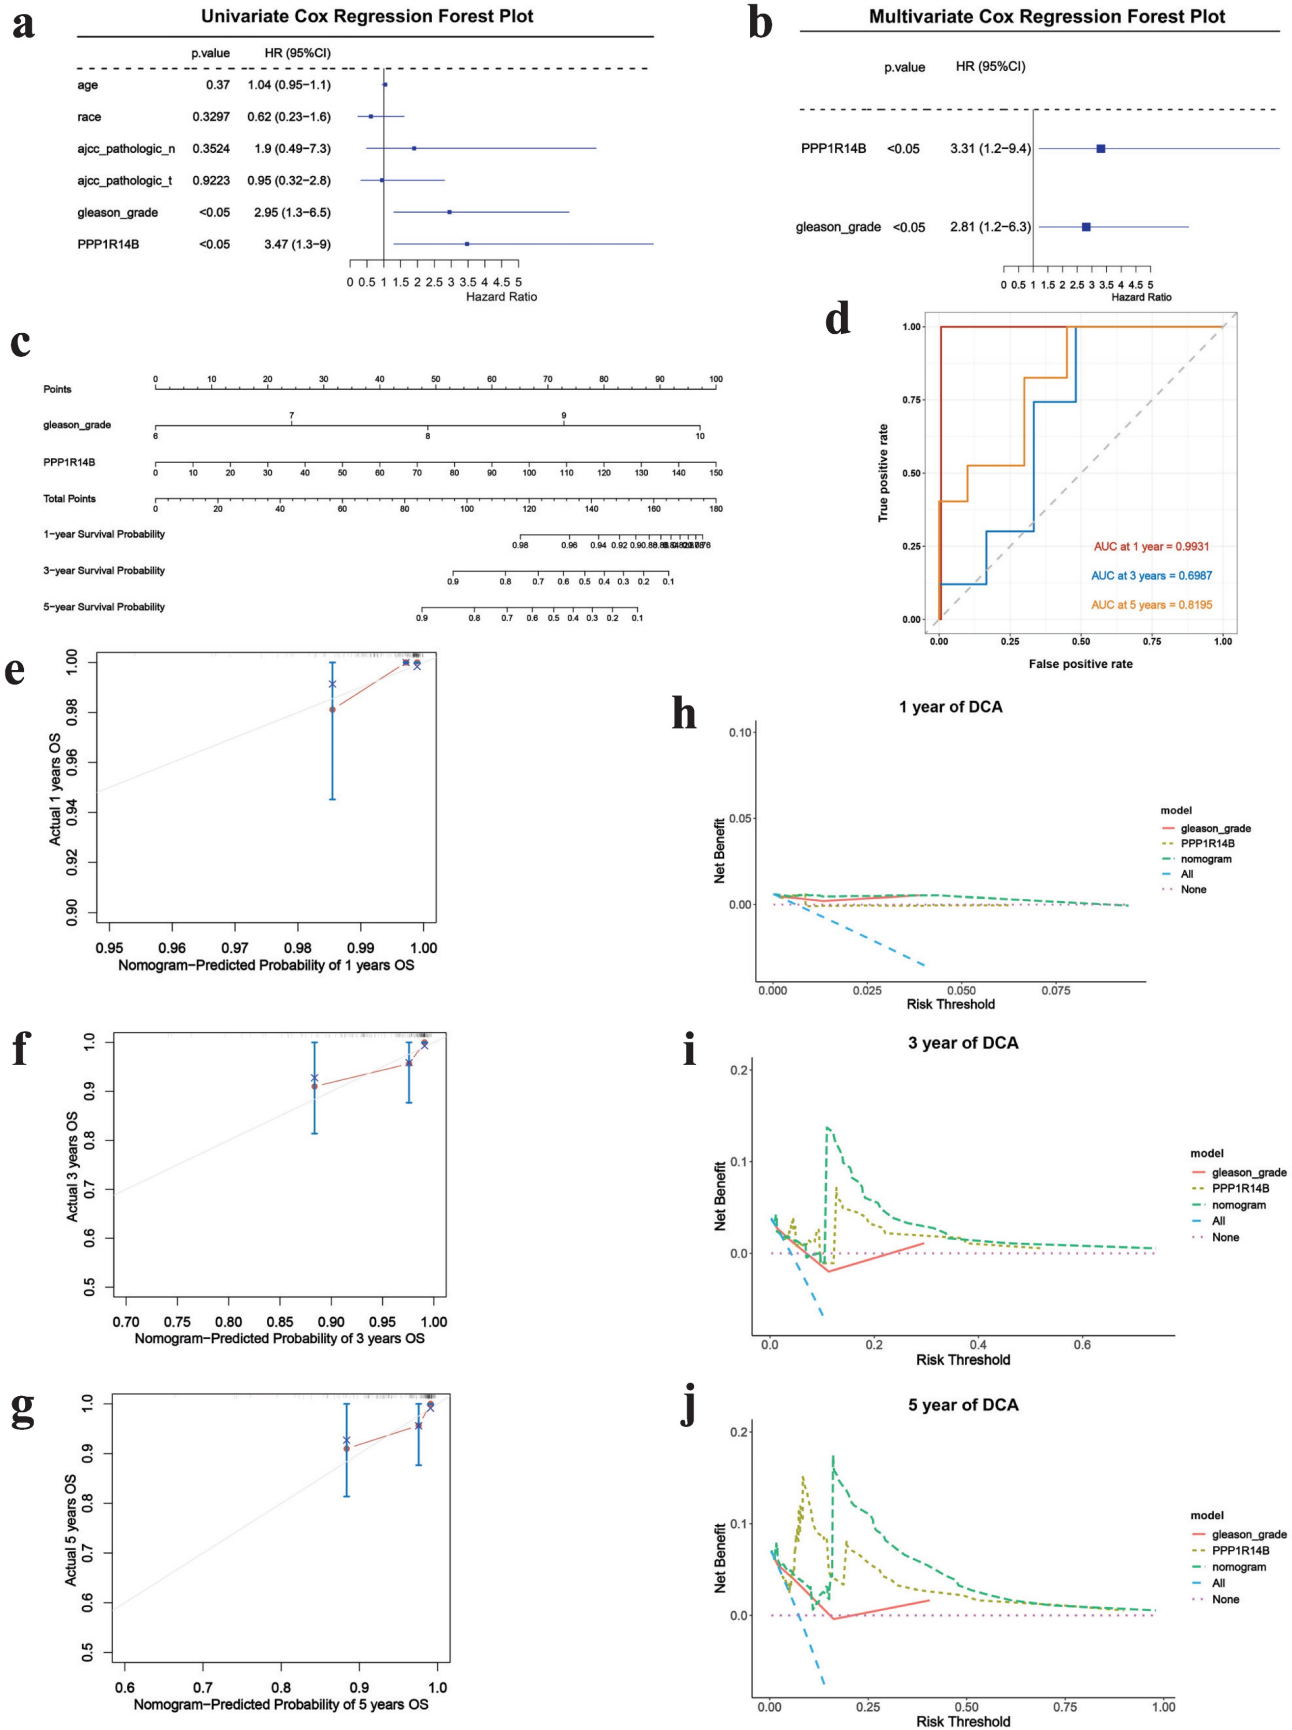 a
Univariate Cox Regression Forest Plot
p.value HR (95%CI)
age 0.37 1.04 (0.95−1.1)
race 0.3297 0.62 (0.23−1.6)
ajcc_pathologic_n 0.3524 1.9 (0.49−7.3)
ajcc_pathologic_t 0.9223 0.95 (0.32−2.8)
gleason_grade <0.05 2.95 (1.3−6.5)
PPP1R14B <0.05 3.47 (1.3−9)
0 0.5 1 1.5 2 2.5 3 3.5 4 4.5 5
Hazard Ratio
b
Multivariate Cox Regression Forest Plot
p.value HR (95%CI)
PPP1R14B <0.05 3.31 (1.2−9.4)
gleason_grade <0.05 2.81 (1.2−6.3)
0 0.5 1 1.5 2 2.5 3 3.5 4 4.5 5
Hazard Ratio
c
Points 0 10 20 30 40 50 60 70 80 90 100
gleason_grade 6 7 8 9 10
PPP1R14B 0 10 20 30 40 50 60 70 80 90 100 110 120 130 140 150
Total Points 0 20 40 60 80 100 120 140 160 180
1−year Survival Probability 0.98 0.96 0.94 0.92 0.90
3−year Survival Probability 0.9 0.8 0.7 0.6 0.5 0.4 0.3 0.2 0.1
5−year Survival Probability 0.9 0.8 0.7 0.6 0.5 0.4 0.3 0.2 0.1
d
True positive rate
1.00
0.75
0.50
0.25
0.00
AUC at 1 year = 0.9931
AUC at 3 years = 0.6987
AUC at 5 years = 0.8195
0.00 0.25 0.50 0.75 1.00
False positive rate
e
Actual 1 years OS
1.00
0.98
0.96
0.94
0.92
0.90
0.95 0.96 0.97 0.98 0.99 1.00
Nomogram−Predicted Probability of 1 years OS
f
Actual 3 years OS
1.0
0.9
0.8
0.7
0.6
0.5
0.70 0.75 0.80 0.85 0.90 0.95 1.00
Nomogram−Predicted Probability of 3 years OS
g
Actual 5 years OS
1.0
0.9
0.8
0.7
0.6
0.5
0.6 0.7 0.8 0.9 1.0
Nomogram−Predicted Probability of 5 years OS
h
1 year of DCA
Net Benefit
0.10
0.05
0.00
0.000 0.025 0.050 0.075
Risk Threshold
model
gleason_grade
PPP1R14B
nomogram
All
None
i
3 year of DCA
Net Benefit
0.2
0.1
0.0
0.0 0.2 0.4 0.6
Risk Threshold
model
gleason_grade
PPP1R14B
nomogram
All
None
j
5 year of DCA
Net Benefit
0.2
0.1
0.0
0.00 0.25 0.50 0.75 1.00
Risk Threshold
model
gleason_grade
PPP1R14B
nomogram
All
None